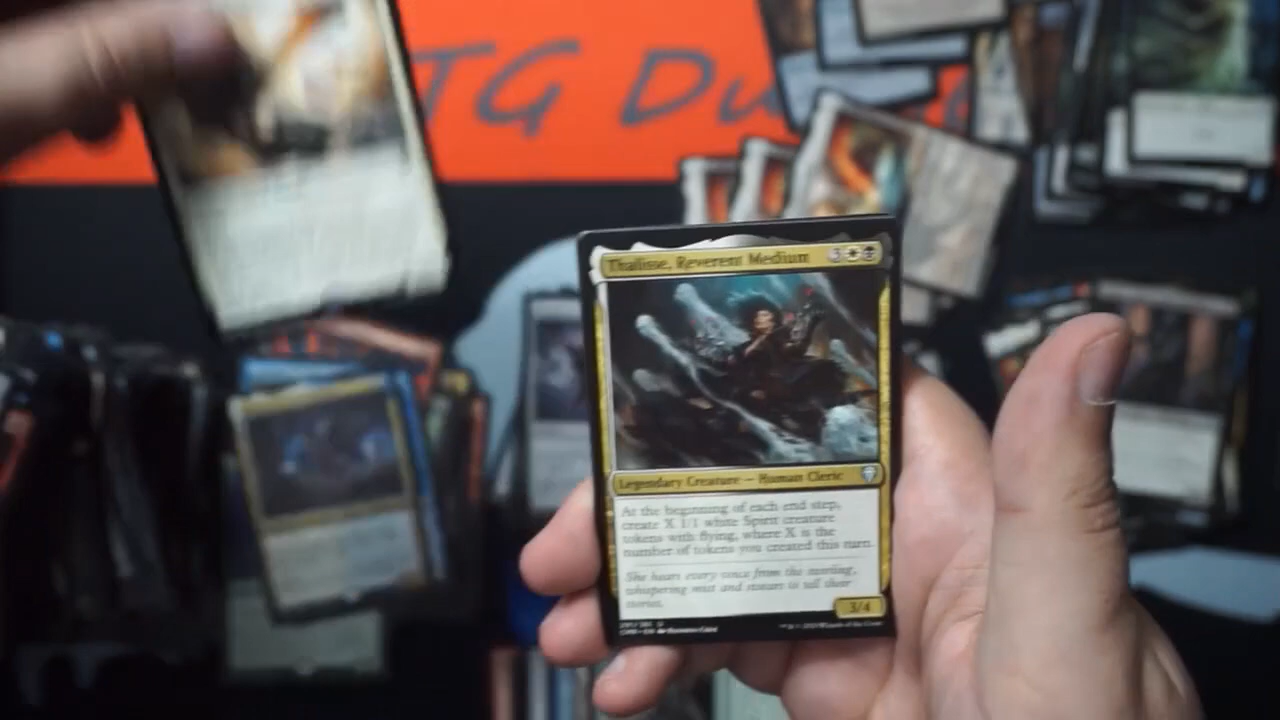 TG Du
Thalisse, Reverent Medium
3
Legendary Creature — Human Cleric
At the beginning of each end step,
create X 1/1 white Spirit creature
tokens with flying, where X is the
number of tokens you created this turn.
She hears every voice from the
whispering mist and to tell their
stories.
3/4